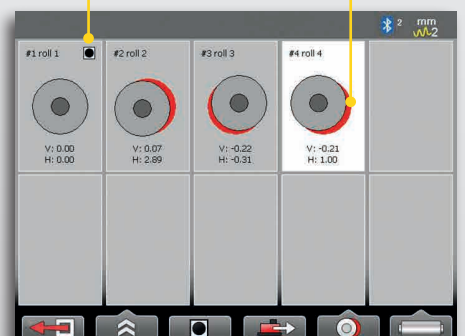 2 mm
2
#1 roll 1 #2 roll 2 #3 roll 3 #4 roll 4
V: 0.00 V: 0.07 V: -0.22 V: -0.21
H: 0.00 H: 2.89 H: -0.31 H: 1.00